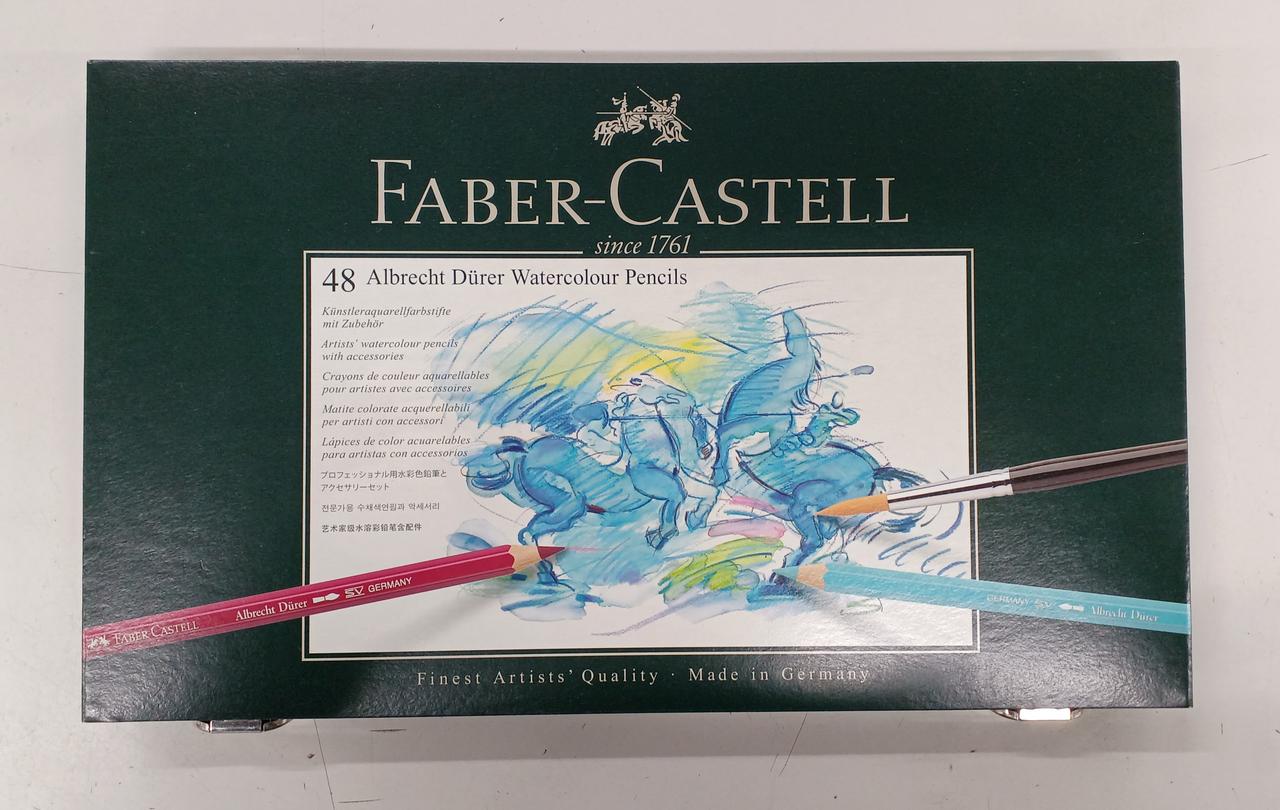 FABER-CASTELL
since 1761
48 Albrecht Dürer Watercolour Pencils
Künstleraquarellfarbstifte
mit Zubehör
Artists' watercolour pencils
with accessories
Crayons de couleur aquarellables
pour artistes avec accessoires
Matite colorate acquerellabili
per artisti con accessori
Lápices de color acuarelables
para artistas con accesorios
プロフェッショナル用水彩色鉛筆と
アクセサリーセット
전문가용 수채색연필과 악세서리
艺术家级水溶彩铅笔含配件
FABER CASTELL Albrecht Dürer SV GERMANY
GERMANY SV Albrecht Dürer
Finest Artists' Quality · Made in Germany